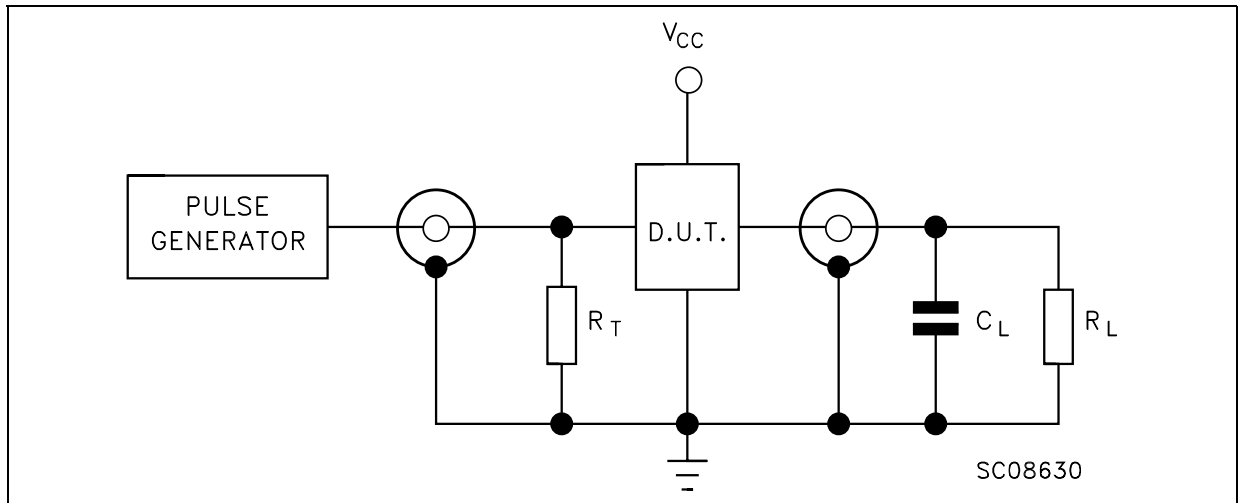 VCC
PULSE
GENERATOR
D.U.T.
RT
CL
RL
SC08630